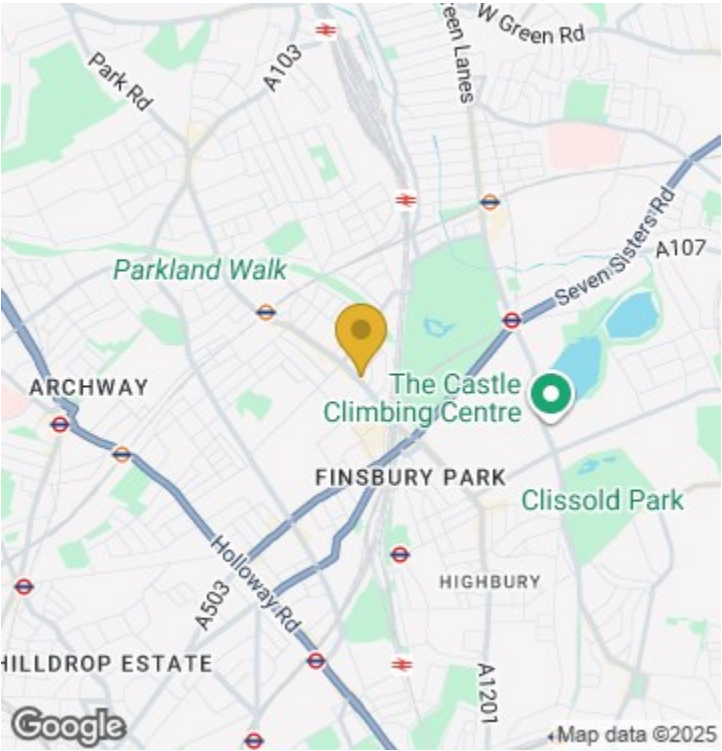 W Green Rd
een Lanes
A103
Park Rd
Seven Sisters Rd
A107
Parkland Walk
ARCHWAY
The Castle
Climbing Centre
FINSBURY PARK
Clissold Park
Holloway Rd
A503
HIGHBURY
HILLDROP ESTATE
A1201
Google
Map data ©2025